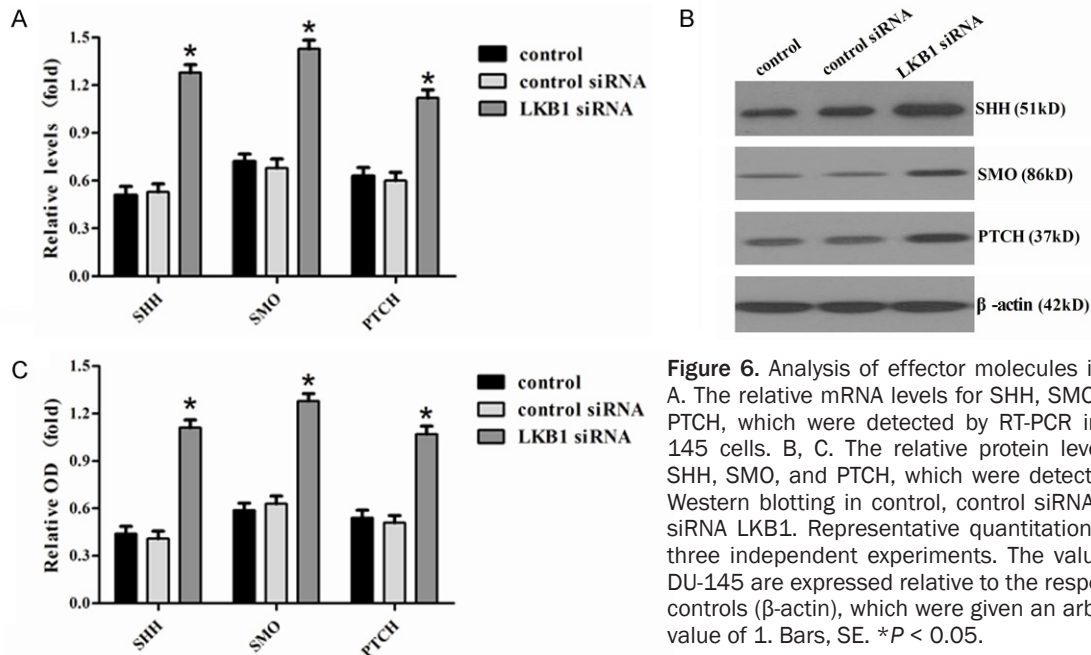 A
Relative levels (fold)
1.5
1.2
0.9
0.6
0.3
0.0
*
*
*
SHH
SMO
PTCH
control
control siRNA
LKB1 siRNA
B
control
control siRNA
LKB1 siRNA
SHH (51kD)
SMO (86kD)
PTCH (37kD)
β-actin (42kD)
C
Relative OD (fold)
1.5
1.2
0.9
0.6
0.3
0.0
*
*
*
SHH
SMO
PTCH
control
control siRNA
LKB1 siRNA
Figure 6. Analysis of effector molecules
A. The relative mRNA levels for SHH, SMO
PTCH, which were detected by RT-PCR
145 cells. B, C. The relative protein
SHH, SMO, and PTCH, which were
Western blotting in control, control siRNA
siRNA LKB1. Representative quantitation
three independent experiments. The
DU-145 are expressed relative to the
controls (β-actin), which were given an
value of 1. Bars, SE. *P < 0.05.